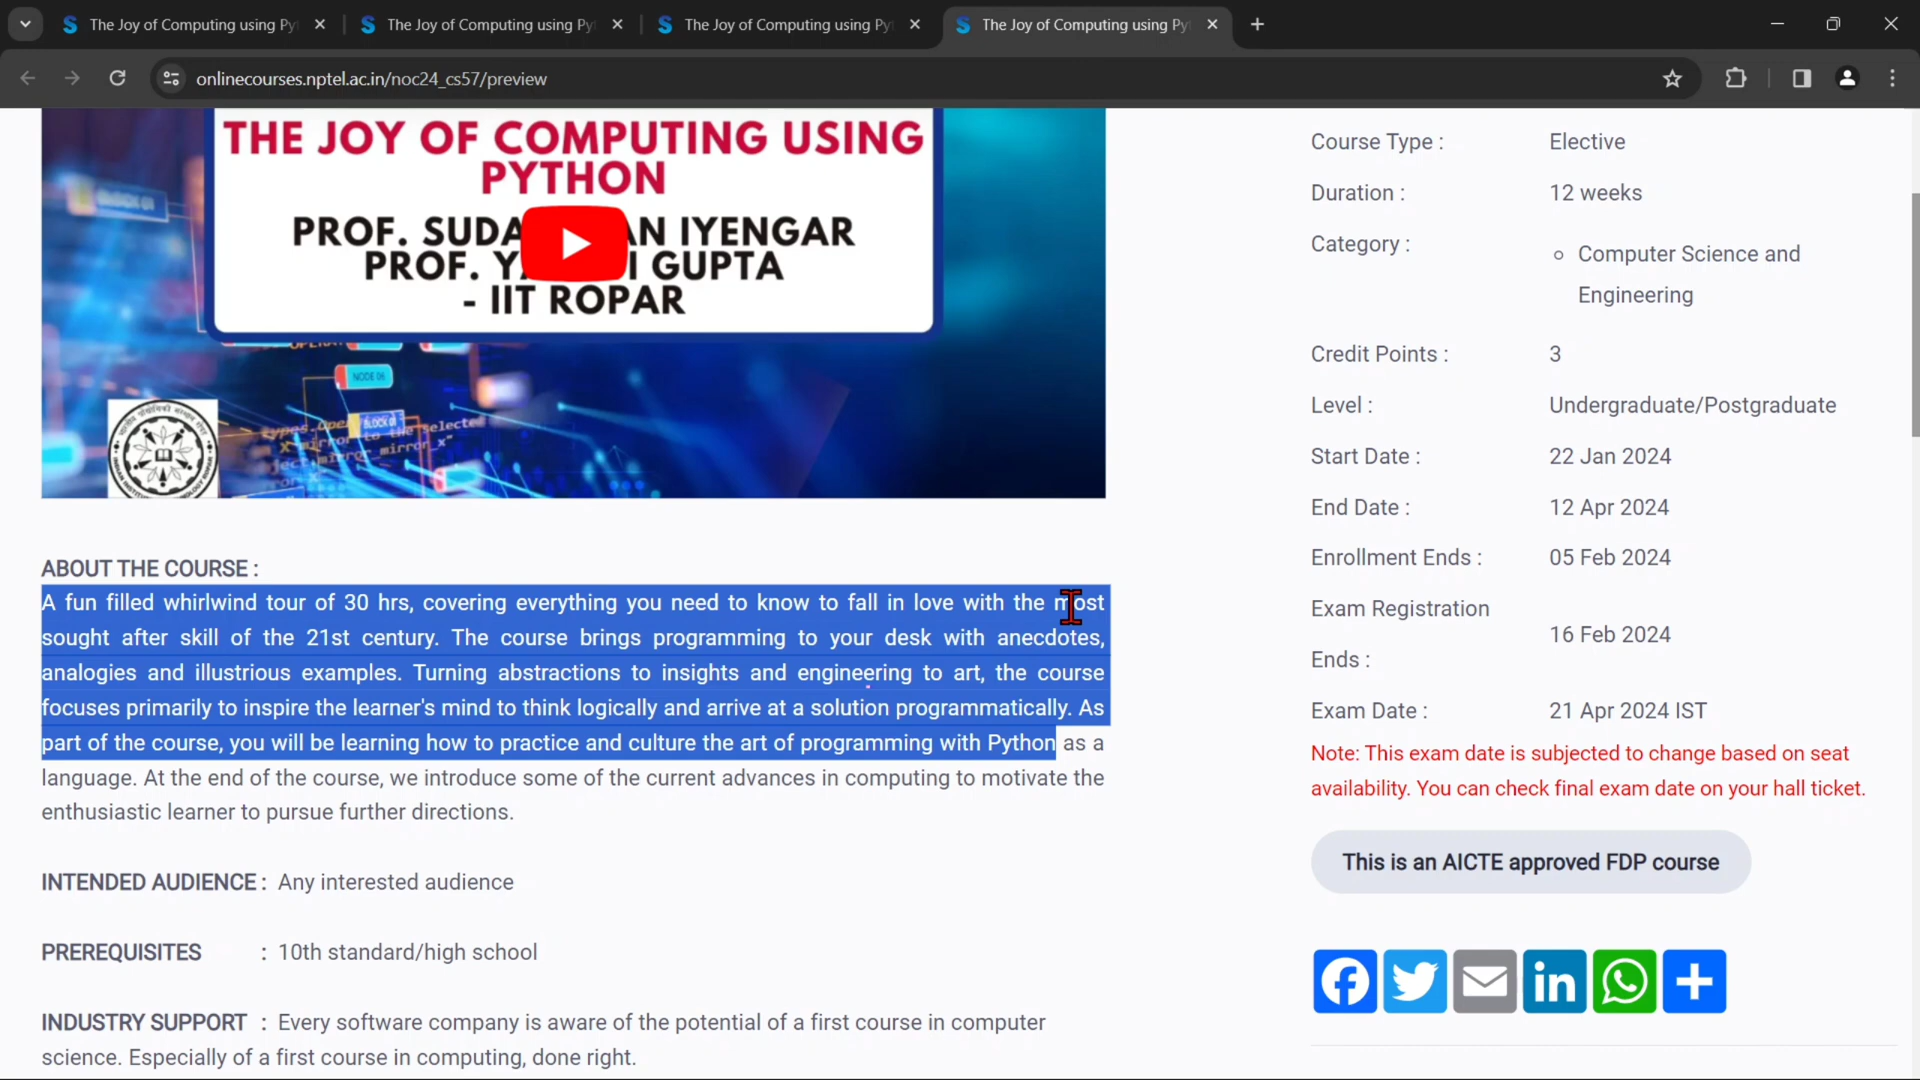 The Joy of Computing using Py
The Joy of Computing using Py
The Joy of Computing using Py
The Joy of Computing using Py
onlinecourses.nptel.ac.in/noc24_cs57/preview
THE JOY OF COMPUTING USING
PYTHON
PROF. IYENGAR
PROF. GUPTA
- IIT ROPAR
NODE 06
BLOCK 01
ABOUT THE COURSE :
A fun filled whirlwind tour of 30 hrs, covering everything you need to know to fall in love with the most
sought after skill of the 21st century. The course brings programming to your desk with anecdotes,
analogies and illustrious examples. Turning abstractions to insights and engineering to art, the course
focuses primarily to inspire the learner's mind to think logically and arrive at a solution programmatically. As
part of the course, you will be learning how to practice and culture the art of programming with Python as a
language. At the end of the course, we introduce some of the current advances in computing to motivate the
enthusiastic learner to pursue further directions.
INTENDED AUDIENCE : Any interested audience
PREREQUISITES : 10th standard/high school
INDUSTRY SUPPORT : Every software company is aware of the potential of a first course in computer
science. Especially of a first course in computing, done right.
Course Type : Elective
Duration : 12 weeks
Category : Computer Science and
Engineering
Credit Points : 3
Level : Undergraduate/Postgraduate
Start Date : 22 Jan 2024
End Date : 12 Apr 2024
Enrollment Ends : 05 Feb 2024
Exam Registration
Ends : 16 Feb 2024
Exam Date : 21 Apr 2024 IST
Note: This exam date is subjected to change based on seat
availability. You can check final exam date on your hall ticket.
This is an AICTE approved FDP course